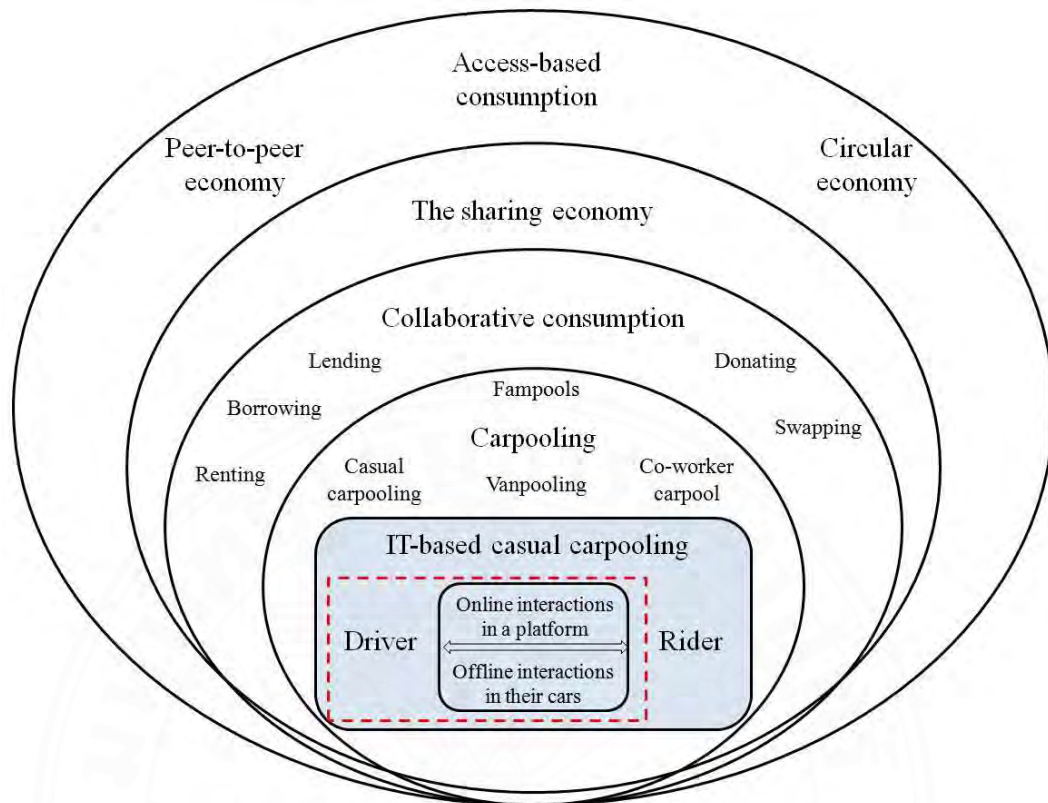 Access-based
consumption
Peer-to-peer
economy
Circular
economy
The sharing economy
Collaborative consumption
Lending
Donating
Borrowing
Swapping
Renting
Fampools
Carpooling
Casual
carpooling
Vanpooling
Co-worker
carpool
IT-based casual carpooling
Driver
Online interactions
in a platform
Offline interactions
in their cars
Rider